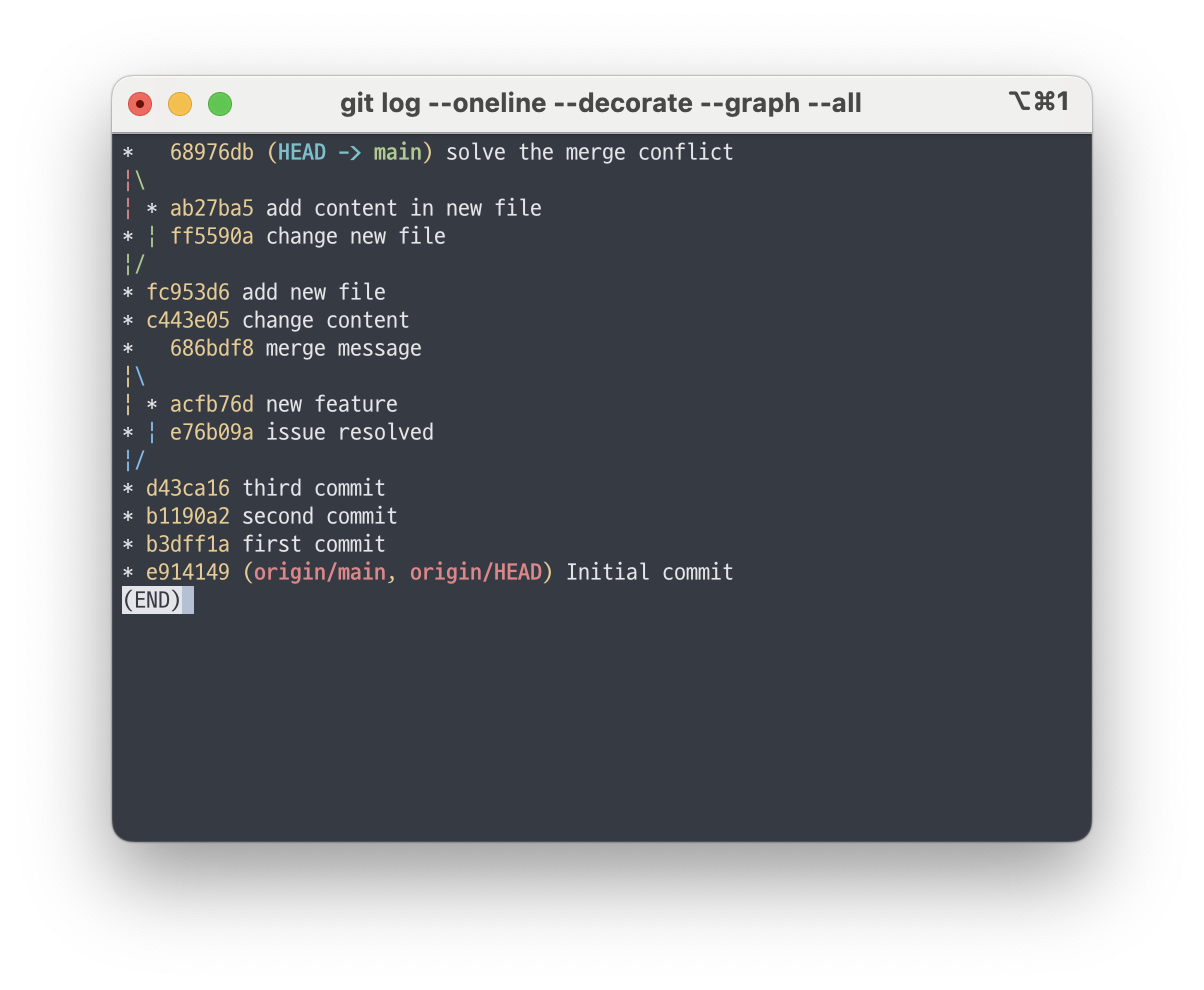 git log --oneline --decorate --graph --all ⌥⌘1
*   68976db (HEAD -> main) solve the merge conflict
¦\
¦ * ab27ba5 add content in new file
* ¦ ff5590a change new file
¦/
* fc953d6 add new file
* c443e05 change content
*   686bdf8 merge message
¦\
¦ * acfb76d new feature
* ¦ e76b09a issue resolved
¦/
* d43ca16 third commit
* b1190a2 second commit
* b3dff1a first commit
* e914149 (origin/main, origin/HEAD) Initial commit
(END)